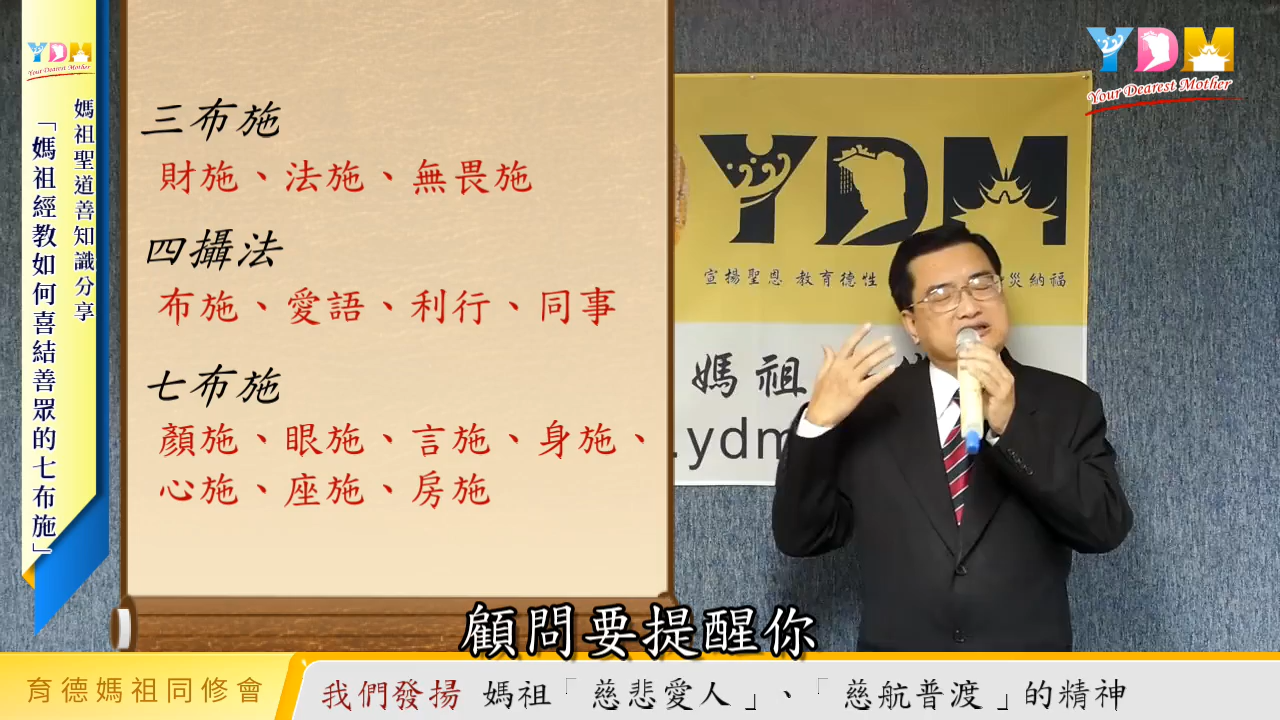 YDM
Your Dearest Mother
媽祖聖道善知識分享
「媽祖經教如何喜結善眾的七布施」
三布施
財施、法施、無畏施
四攝法
布施、愛語、利行、同事
七布施
顏施、眼施、言施、身施、
心施、座施、房施
YDM
Your Dearest Mother
YDM
宣揚聖恩 教育德性
災納福
媽祖
.ydm
顧問要提醒你
育德媽祖同修會
我們發揚 媽祖「慈悲愛人」、「慈航普渡」的精神